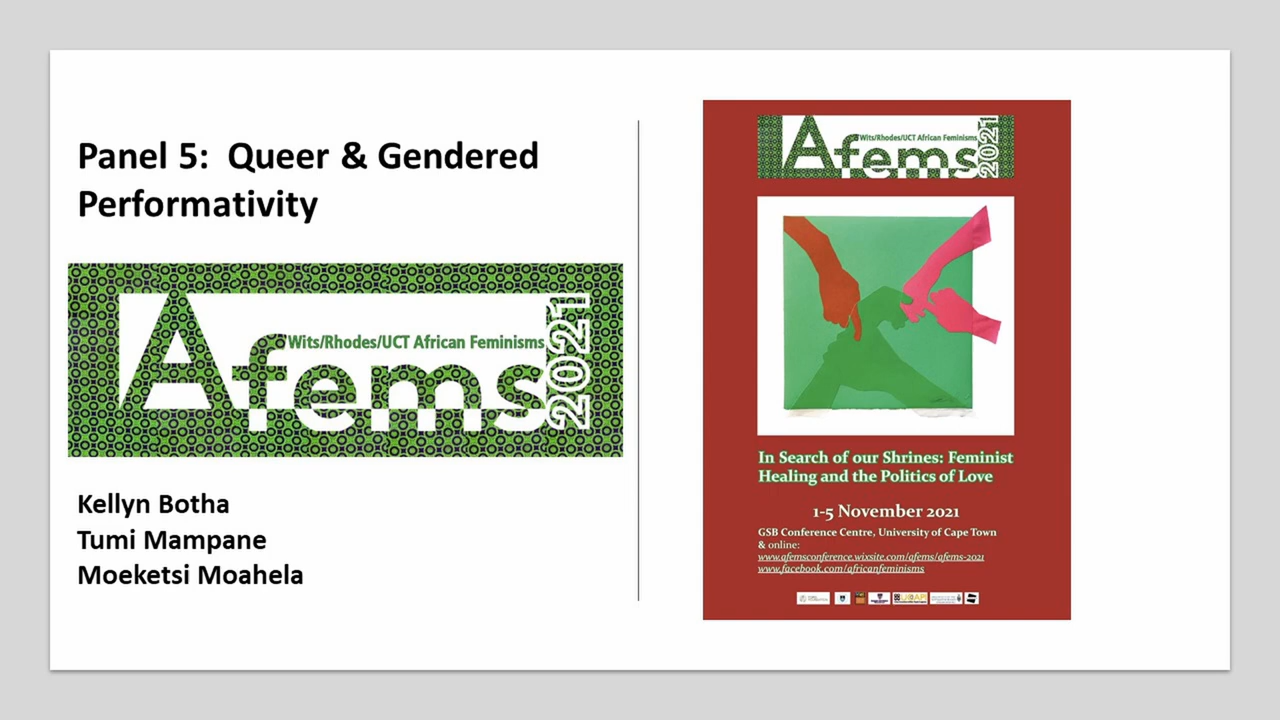 Panel 5: Queer & Gendered
Performativity
Afems
Wits/Rhodes/UCT African Feminisms
2021
Kellyn Botha
Tumi Mampane
Moeketsi Moahela
Afems
Wits/Rhodes/UCT African Feminisms
2021
In Search of our Shrines: Feminist
Healing and the Politics of Love
1-5 November 2021
GSB Conference Centre, University of Cape Town
& online:
www.afemsconference.wixsite.com/afems/afems-2021
www.facebook.com/africanfeminisms